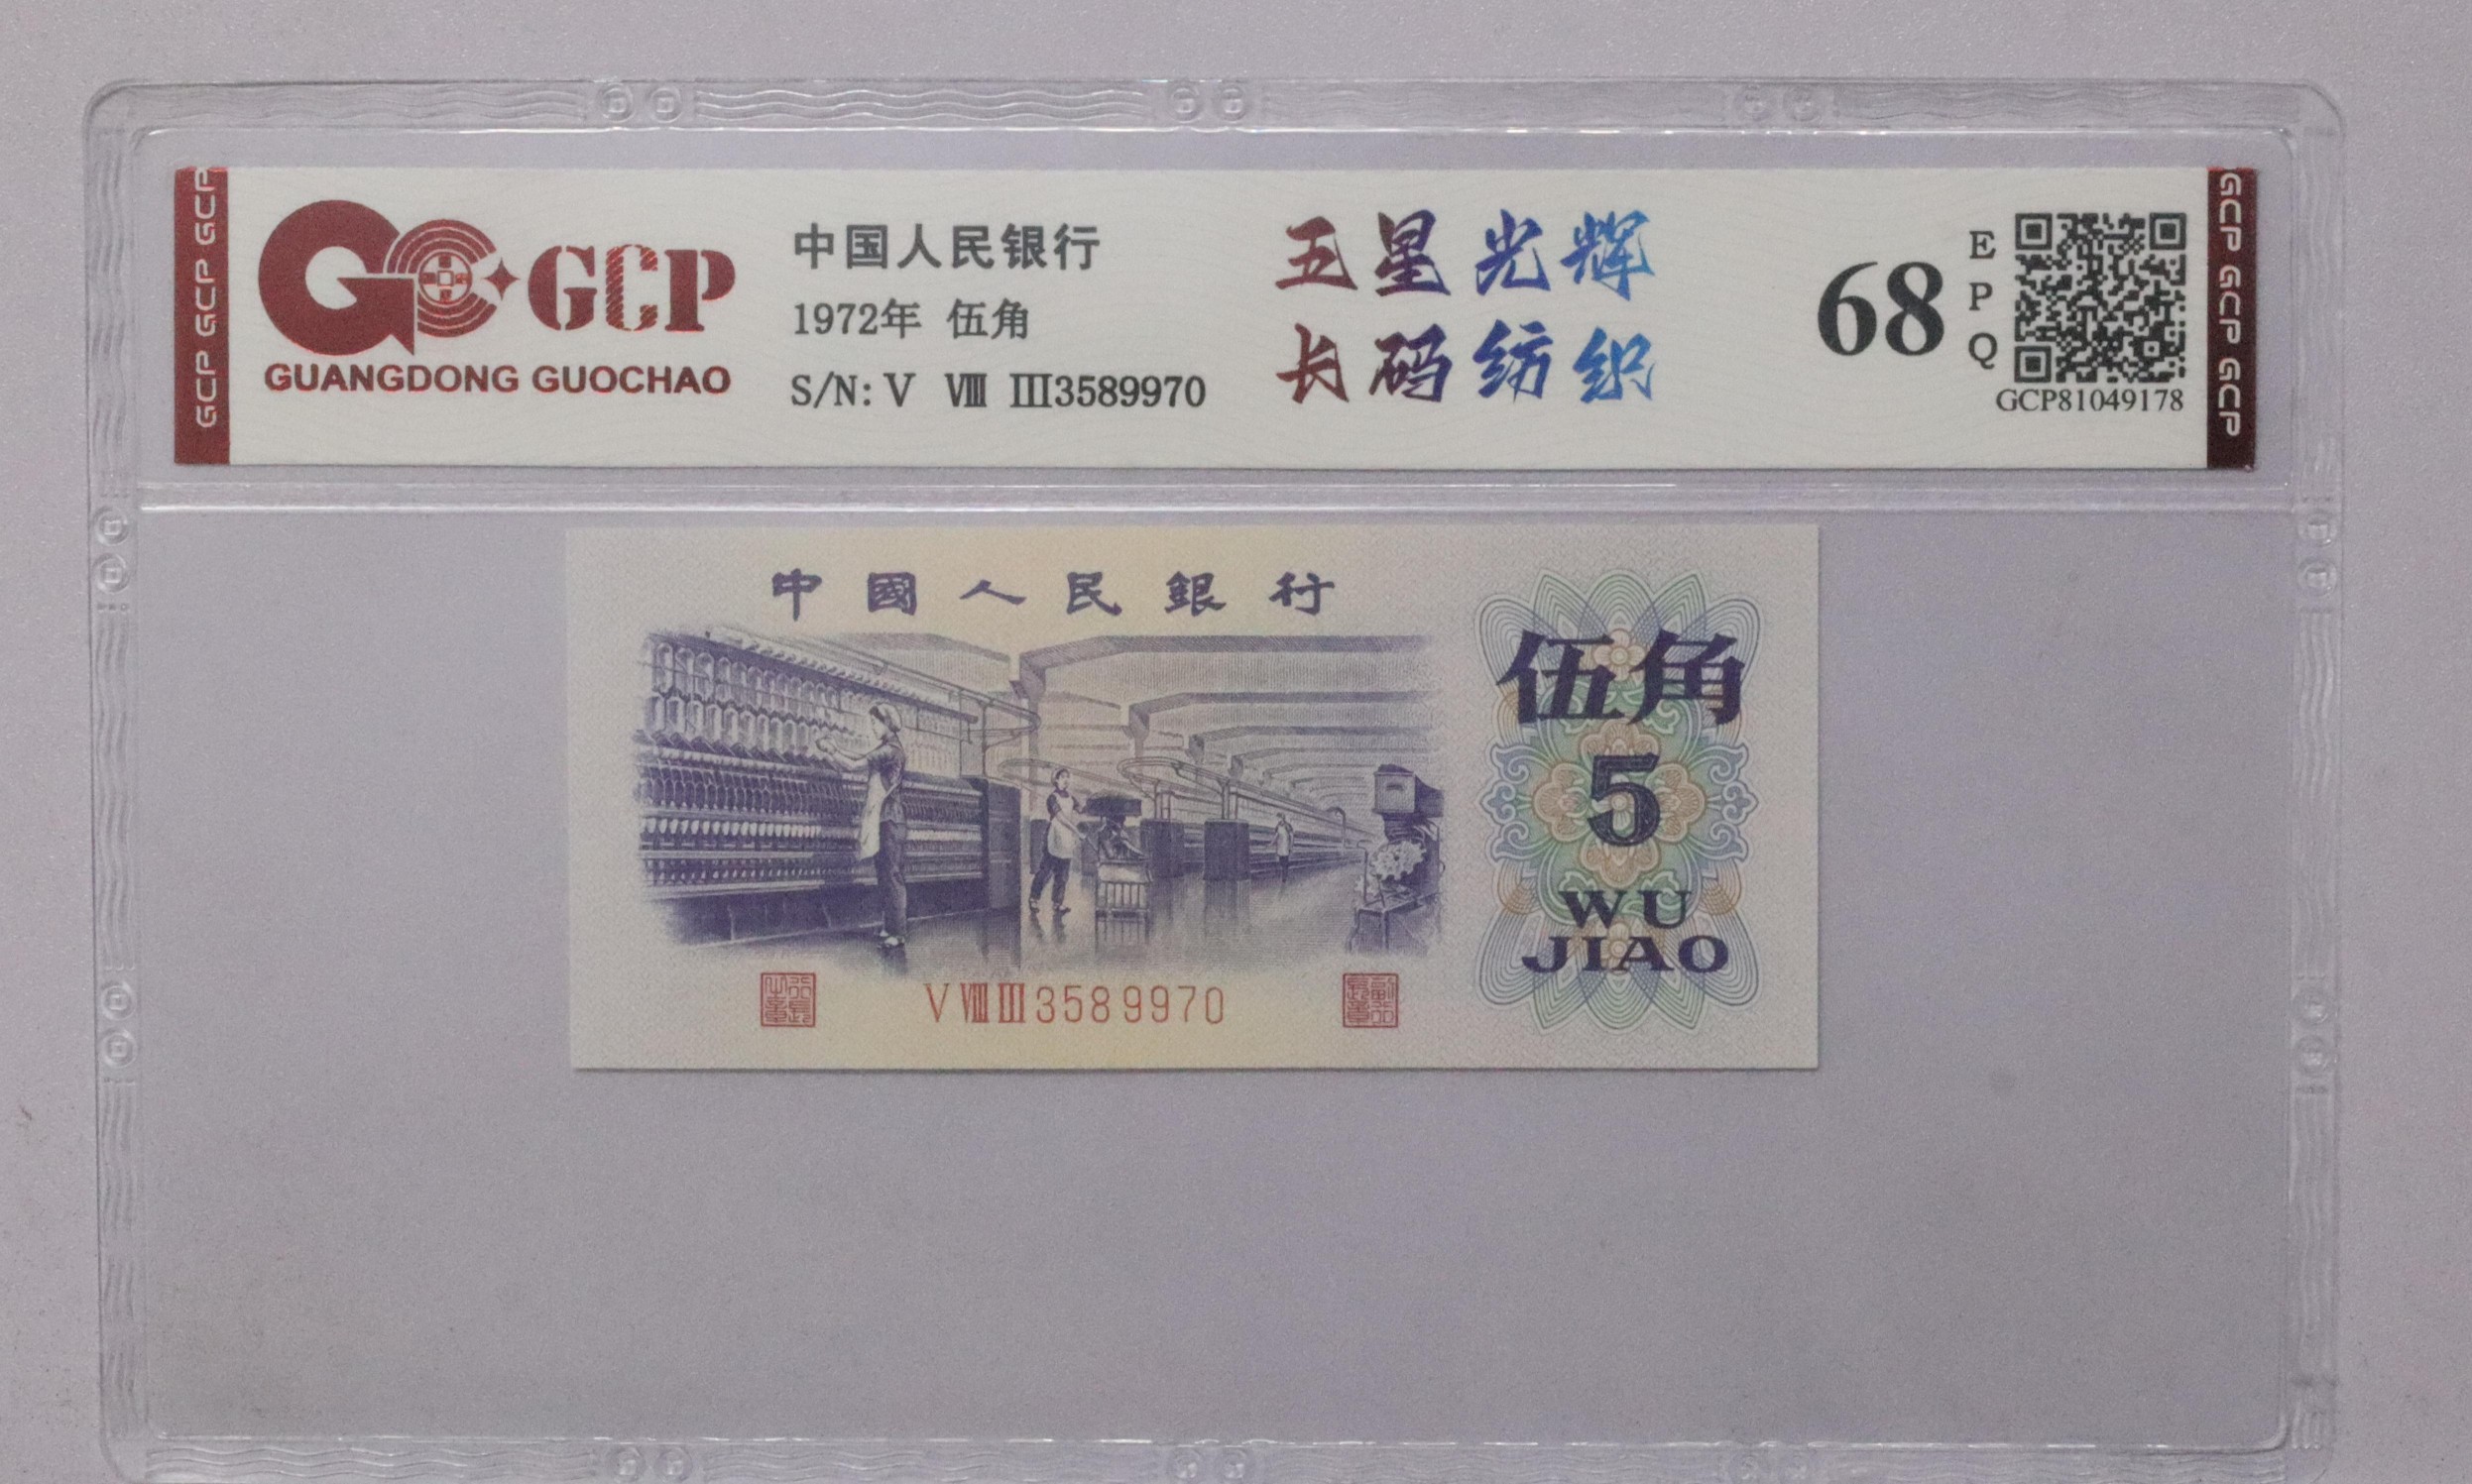 GCP GCP GCP
GCP
GUANGDONG GUOCHAO
中国人民银行
1972年 伍角
S/N: V Ⅷ Ⅲ3589970
五星光辉
长码纺织
68
EPQ
GCP81049178
GCP GCP GCP
中國人民銀行
伍角
5
WU
JIAO
V Ⅷ Ⅲ 3589970